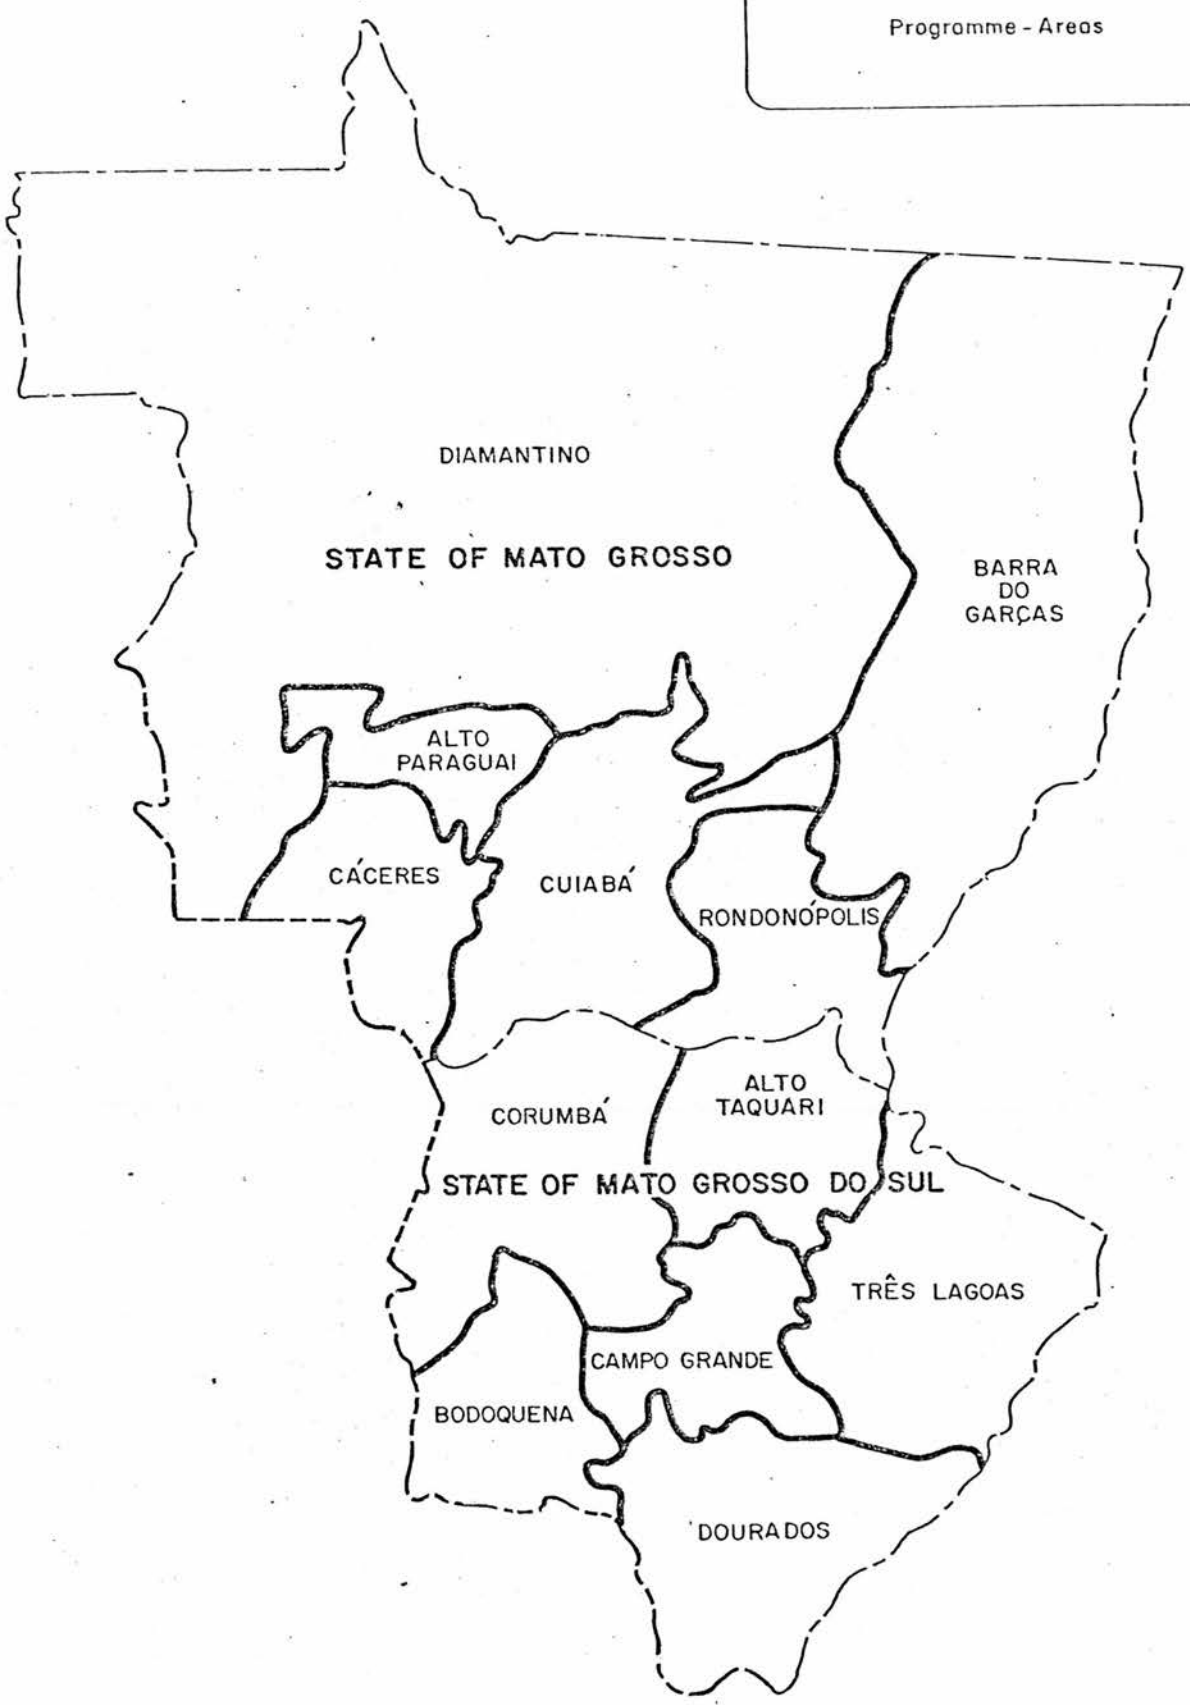 Programme - Areas
DIAMANTINO
STATE OF MATO GROSSO
BARRA
DO
GARÇAS
ALTO
PARAGUAI
CÁCERES
CUIABÁ
RONDONÓPOLIS
CORUMBÁ
ALTO
TAQUARI
STATE OF MATO GROSSO DO SUL
TRÊS LAGOAS
CAMPO GRANDE
BODOQUENA
DOURADOS